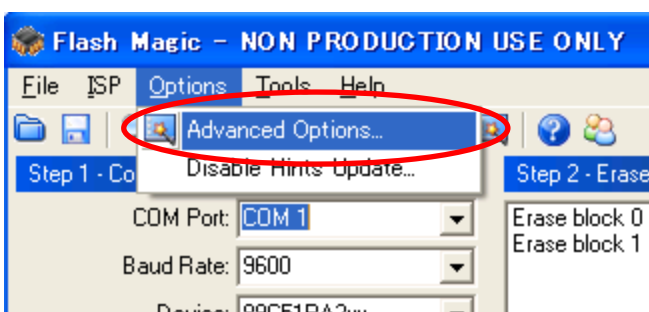 Flash Magic - NON PRODUCTION USE ONLY
File ISP Options Tools Help
Advanced Options...
Disable Hints Update...
Step 1 - Co
Step 2 - Erase
COM Port: COM 1
Erase block 0
Erase block 1
Baud Rate: 9600
Device: